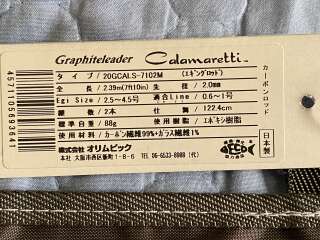 Graphiteleader Calamaretti
タイプ/20GCALS-7102M (エギングロッド)
全長/2.39m(7ft10in) 先径/2.0mm
Egi Size/2.5〜4.5号 適合Line/0.6〜1号
継数/2本 仕舞/122.4cm
標準自重/88g 使用樹脂/エポキシ樹脂
使用材料/カーボン繊維99%+ガラス繊維1%
株式会社 オリムピック TEL 06-6533-8088 (代)
本社 大阪市西区新町1-8-6
カーボンロッド
日本製
4571105693641